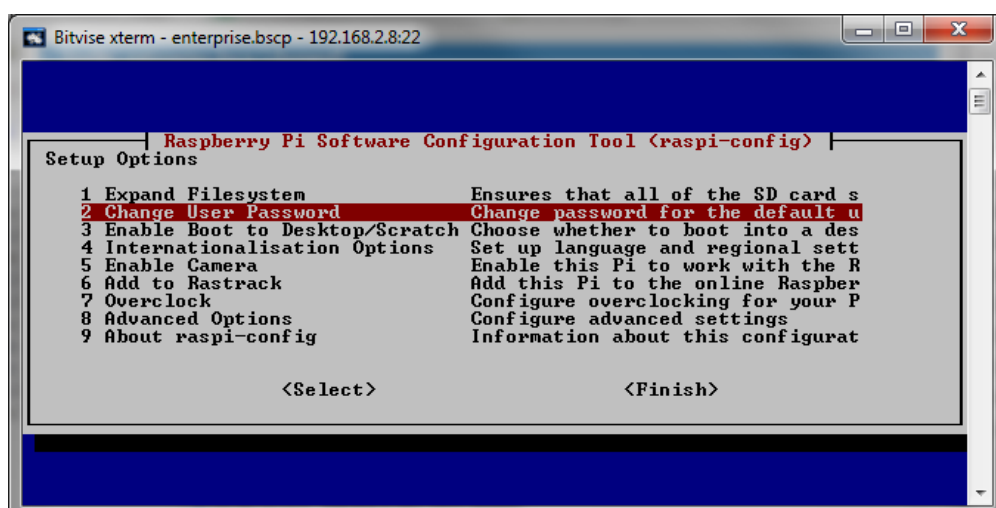 Bitvise xterm - enterprise.bscp - 192.168.2.8:22
Raspberry Pi Software Configuration Tool (raspi-config)
Setup Options
1 Expand Filesystem Ensures that all of the SD card s
2 Change User Password Change password for the default u
3 Enable Boot to Desktop/Scratch Choose whether to boot into a des
4 Internationalisation Options Set up language and regional sett
5 Enable Camera Enable this Pi to work with the R
6 Add to Rastrack Add this Pi to the online Raspber
7 Overclock Configure overclocking for your P
8 Advanced Options Configure advanced settings
9 About raspi-config Information about this configurat
<Select> <Finish>